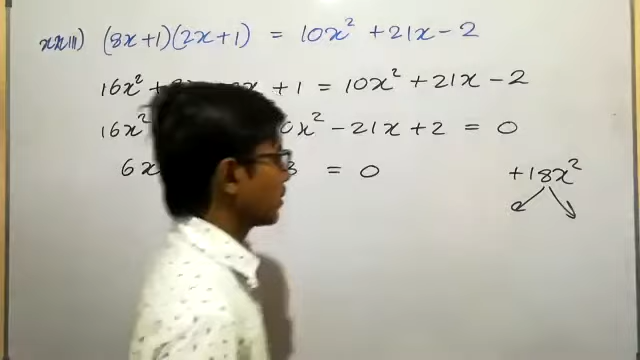 xxiii) (8x+1)(2x+1) = 10x² + 21x - 2
16x² + + 1 = 10x² + 21x - 2
16x² x² - 21x + 2 = 0
6x 3 = 0
+18x²